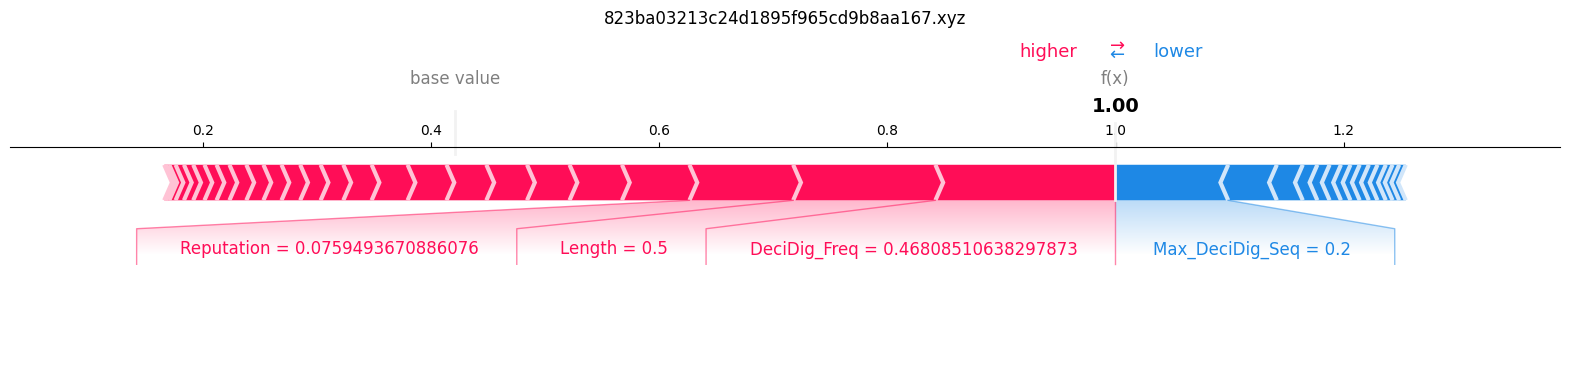 823ba03213c24d1895f965cd9b8aa167.xyz
higher ⇄ lower
base value f(x)
1.00
0.2 0.4 0.6 0.8 1.0 1.2
Reputation = 0.0759493670886076 Length = 0.5 DeciDig_Freq = 0.46808510638297873 Max_DeciDig_Seq = 0.2